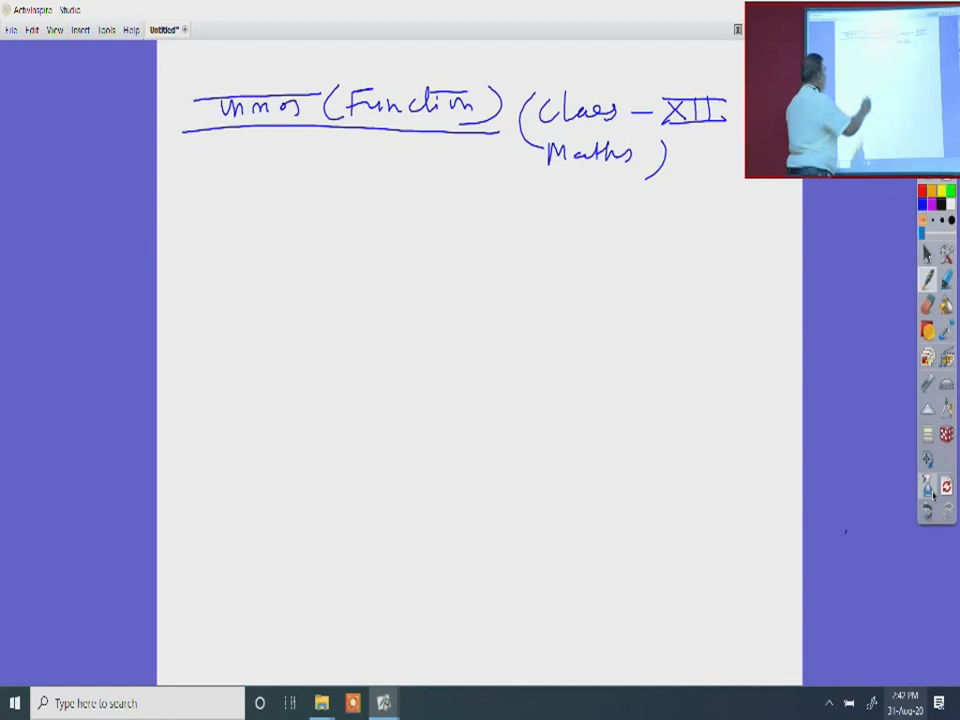 ActivInspire Studio
File Edit View Insert Tools Help Untitled*
(Function) (Class - XII
Maths)
Type here to search
7:42 PM
31-Aug-20